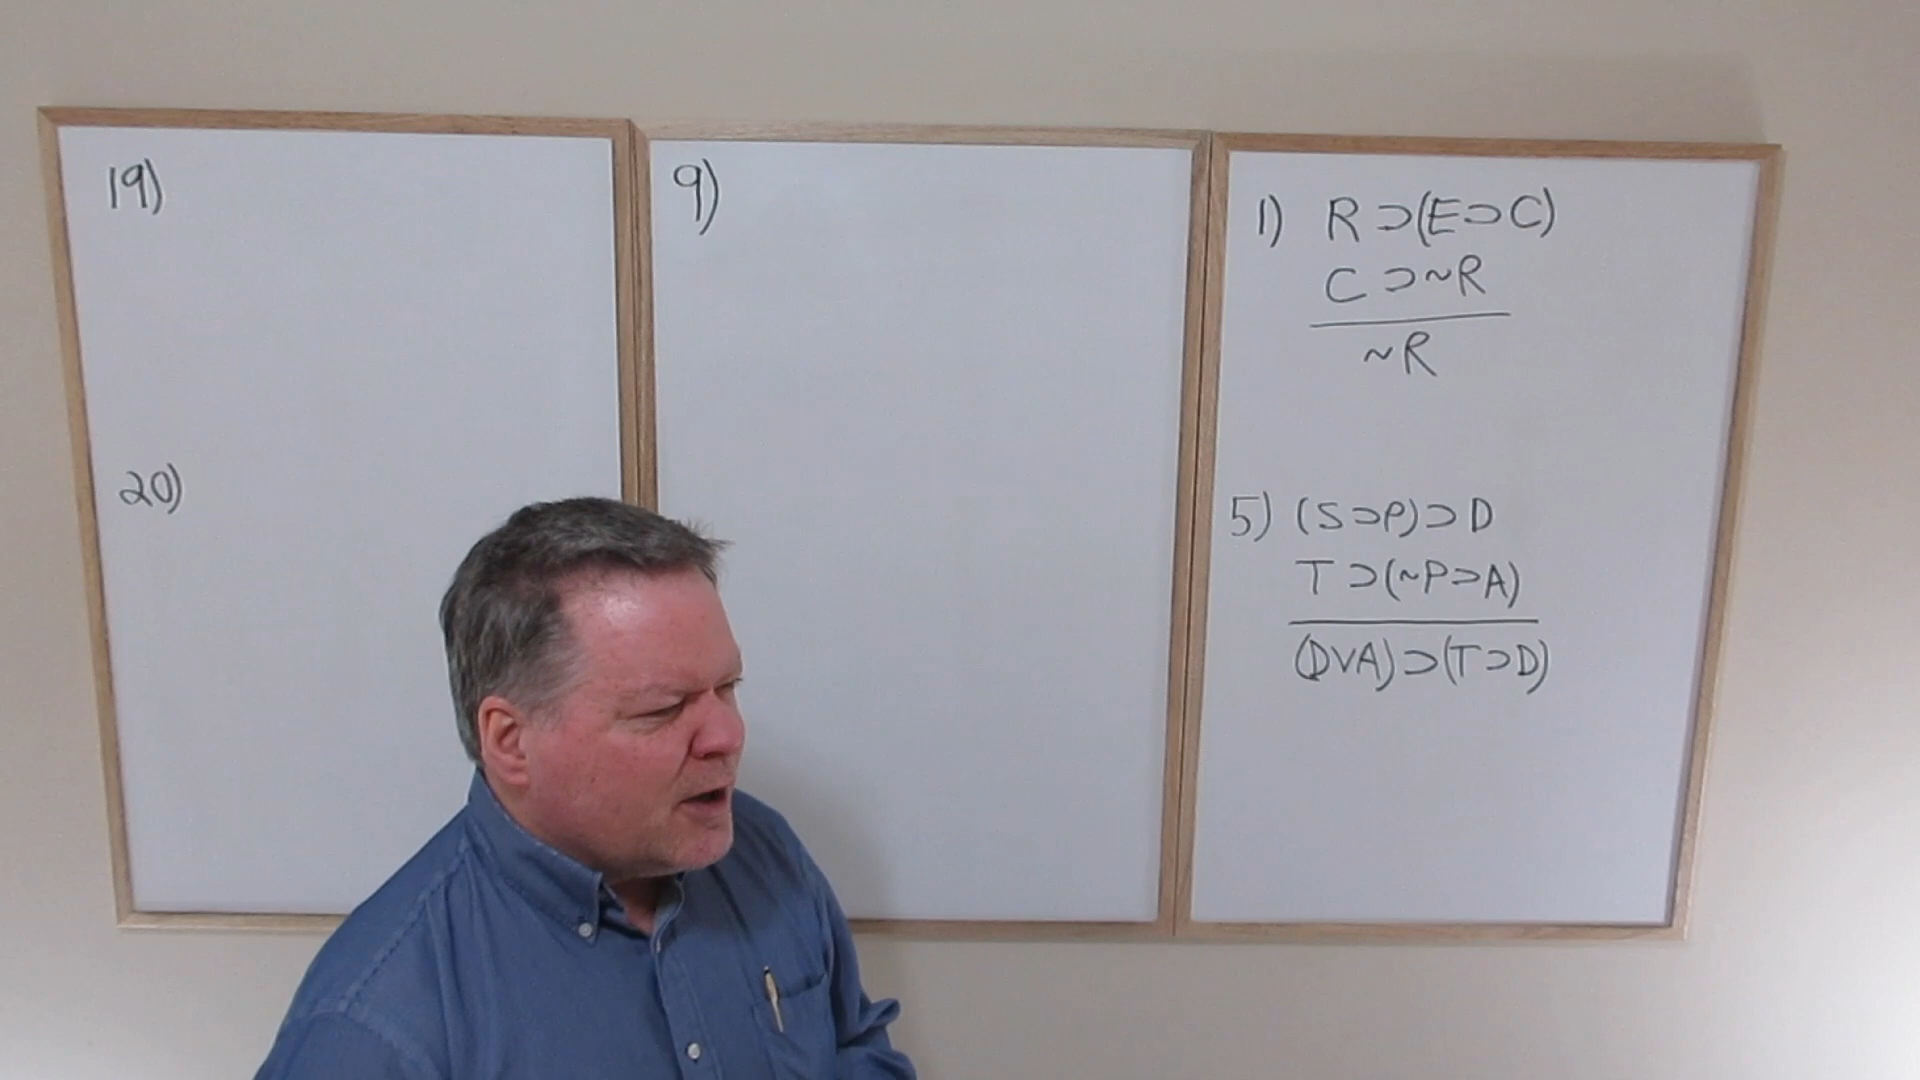 19)
20)
9)
1) R ⊃ (E ⊃ C)
C ⊃ ~R
~R
5) (S ⊃ P) ⊃ D
T ⊃ (~P ⊃ A)
(D V A) ⊃ (T ⊃ D)